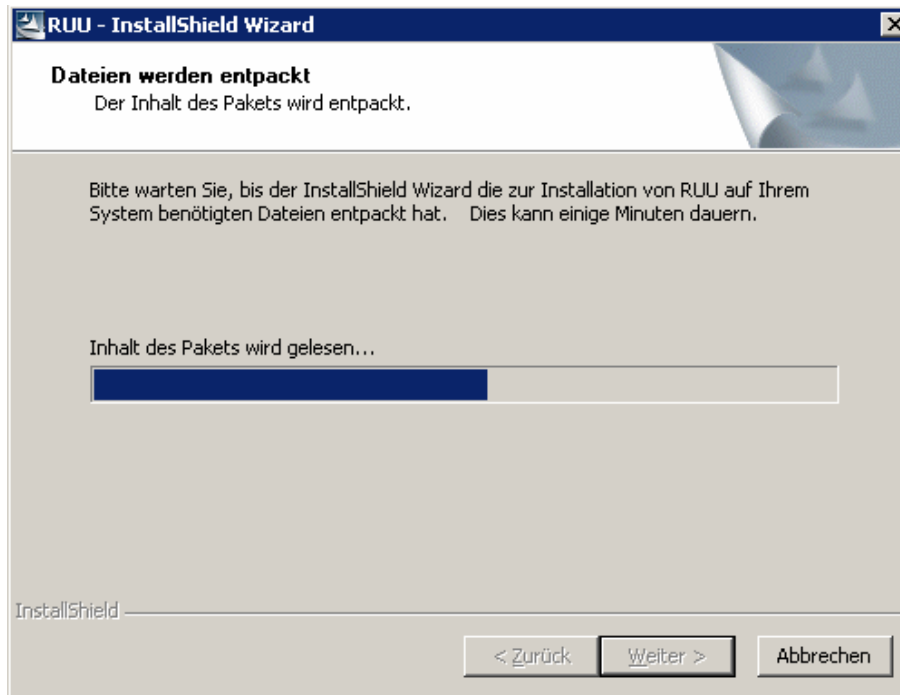 RUU - InstallShield Wizard
Dateien werden entpackt
Der Inhalt des Pakets wird entpackt.
Bitte warten Sie, bis der InstallShield Wizard die zur Installation von RUU auf Ihrem
System benötigten Dateien entpackt hat. Dies kann einige Minuten dauern.
Inhalt des Pakets wird gelesen...
InstallShield
< Zurück Weiter > Abbrechen